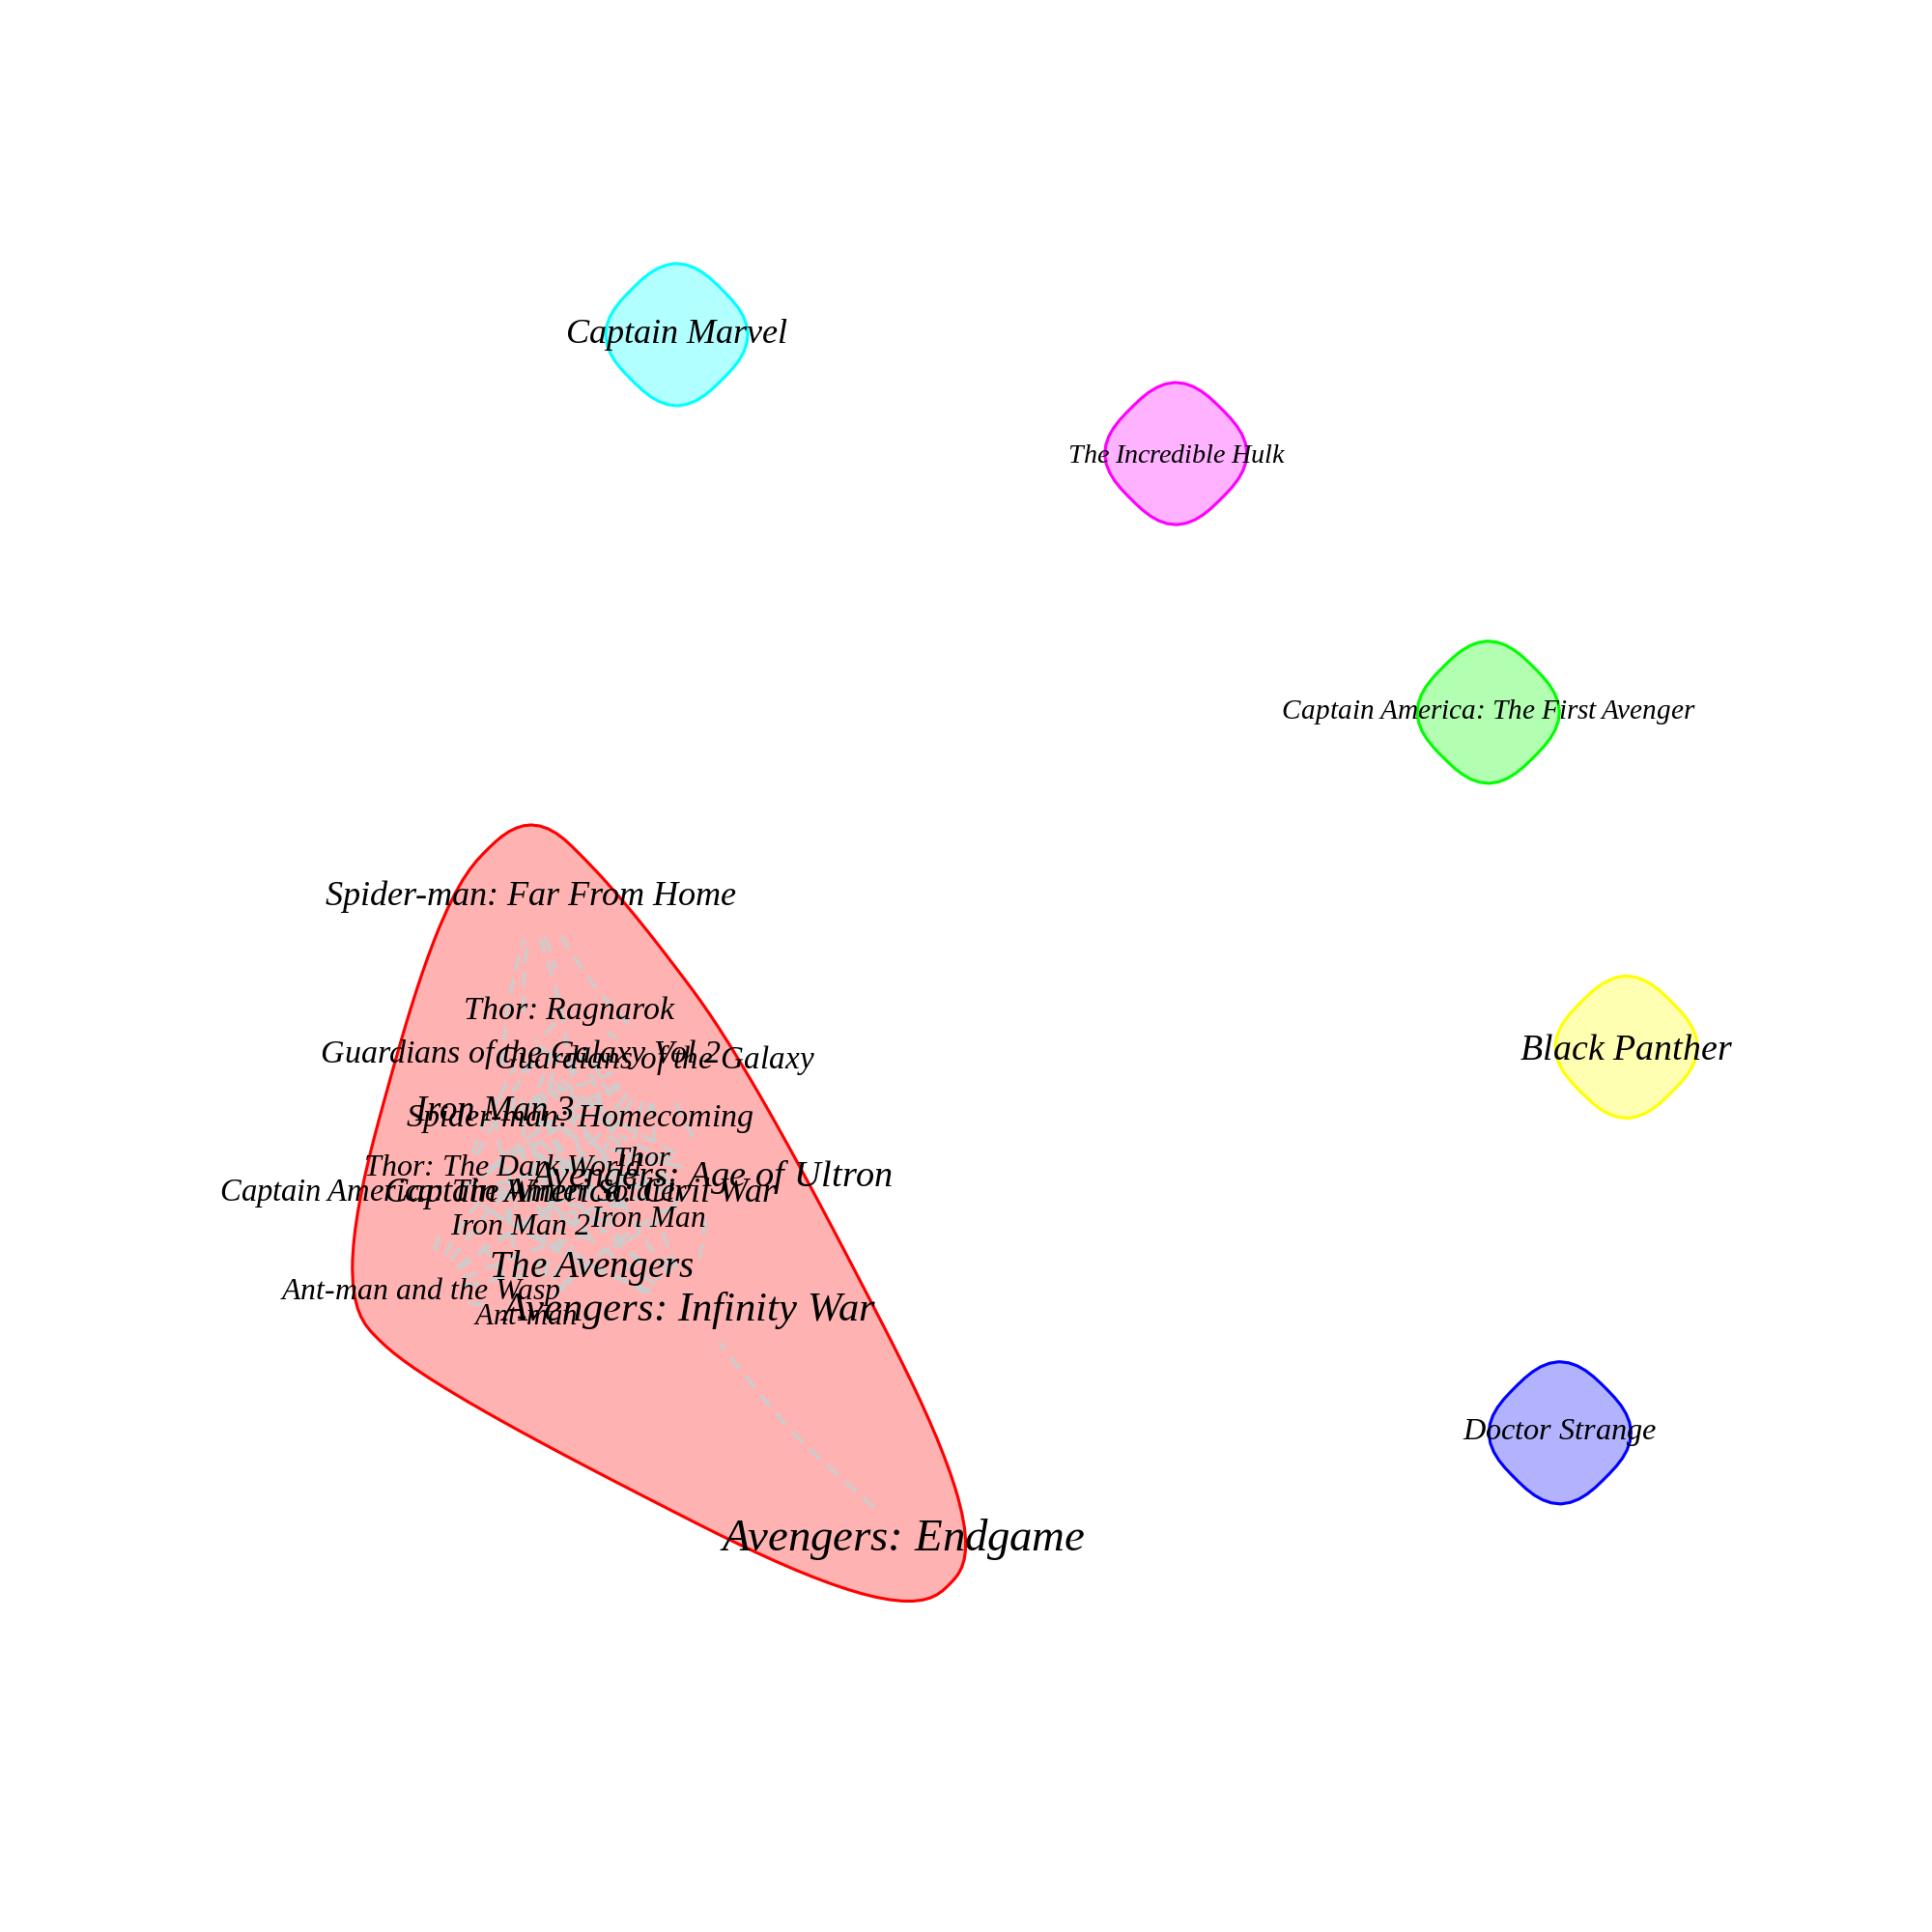 Captain Marvel
The Incredible Hulk
Captain America: The First Avenger
Spider-man: Far From Home
Thor: Ragnarok
Black Panther
Guardians of the Galaxy Vol 2
Guardians of the Galaxy
Iron Man 3
Spider-man: Homecoming
Thor
Thor: The Dark World
Avengers: Age of Ultron
Captain American: The Winter Soldier
Captain America: Civil War
Iron Man
Iron Man 2
The Avengers
Ant-man and the Wasp
Avengers: Infinity War
Ant-man
Doctor Strange
Avengers: Endgame